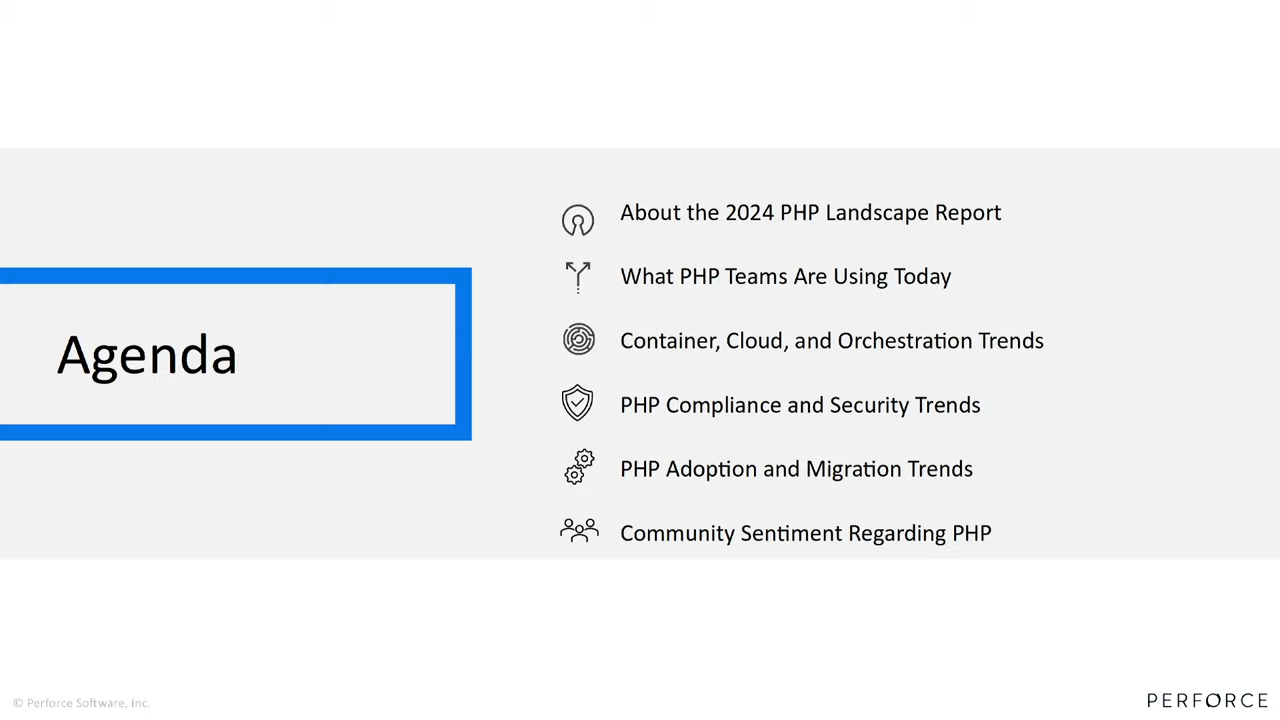 Agenda
About the 2024 PHP Landscape Report
What PHP Teams Are Using Today
Container, Cloud, and Orchestration Trends
PHP Compliance and Security Trends
PHP Adoption and Migration Trends
Community Sentiment Regarding PHP
© Perforce Software, Inc.
PERFORCE